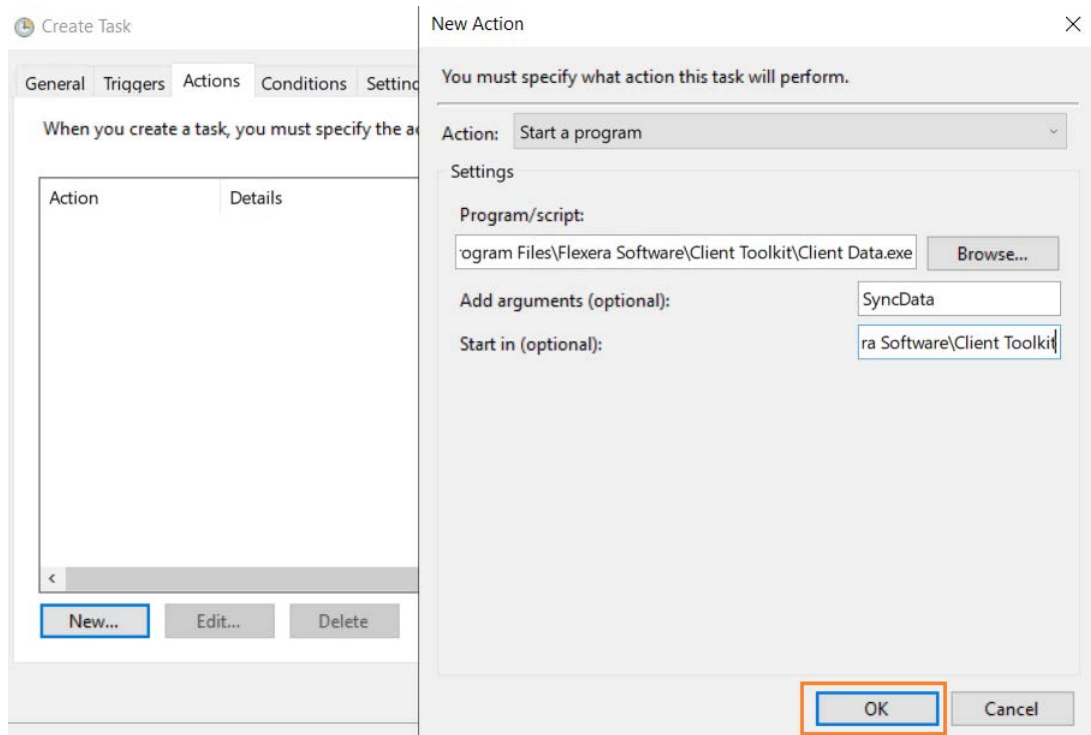 Create Task
General Triggers Actions Conditions
When you create a task, you must specify the
Action Details
New... Edit... Delete
New Action
You must specify what action this task will perform.
Action: Start a program
Settings
Program/script:
ogram Files\Flexera Software\Client Toolkit\Client Data.exe Browse...
Add arguments (optional): SyncData
Start in (optional): ra Software\Client Toolkit
OK Cancel